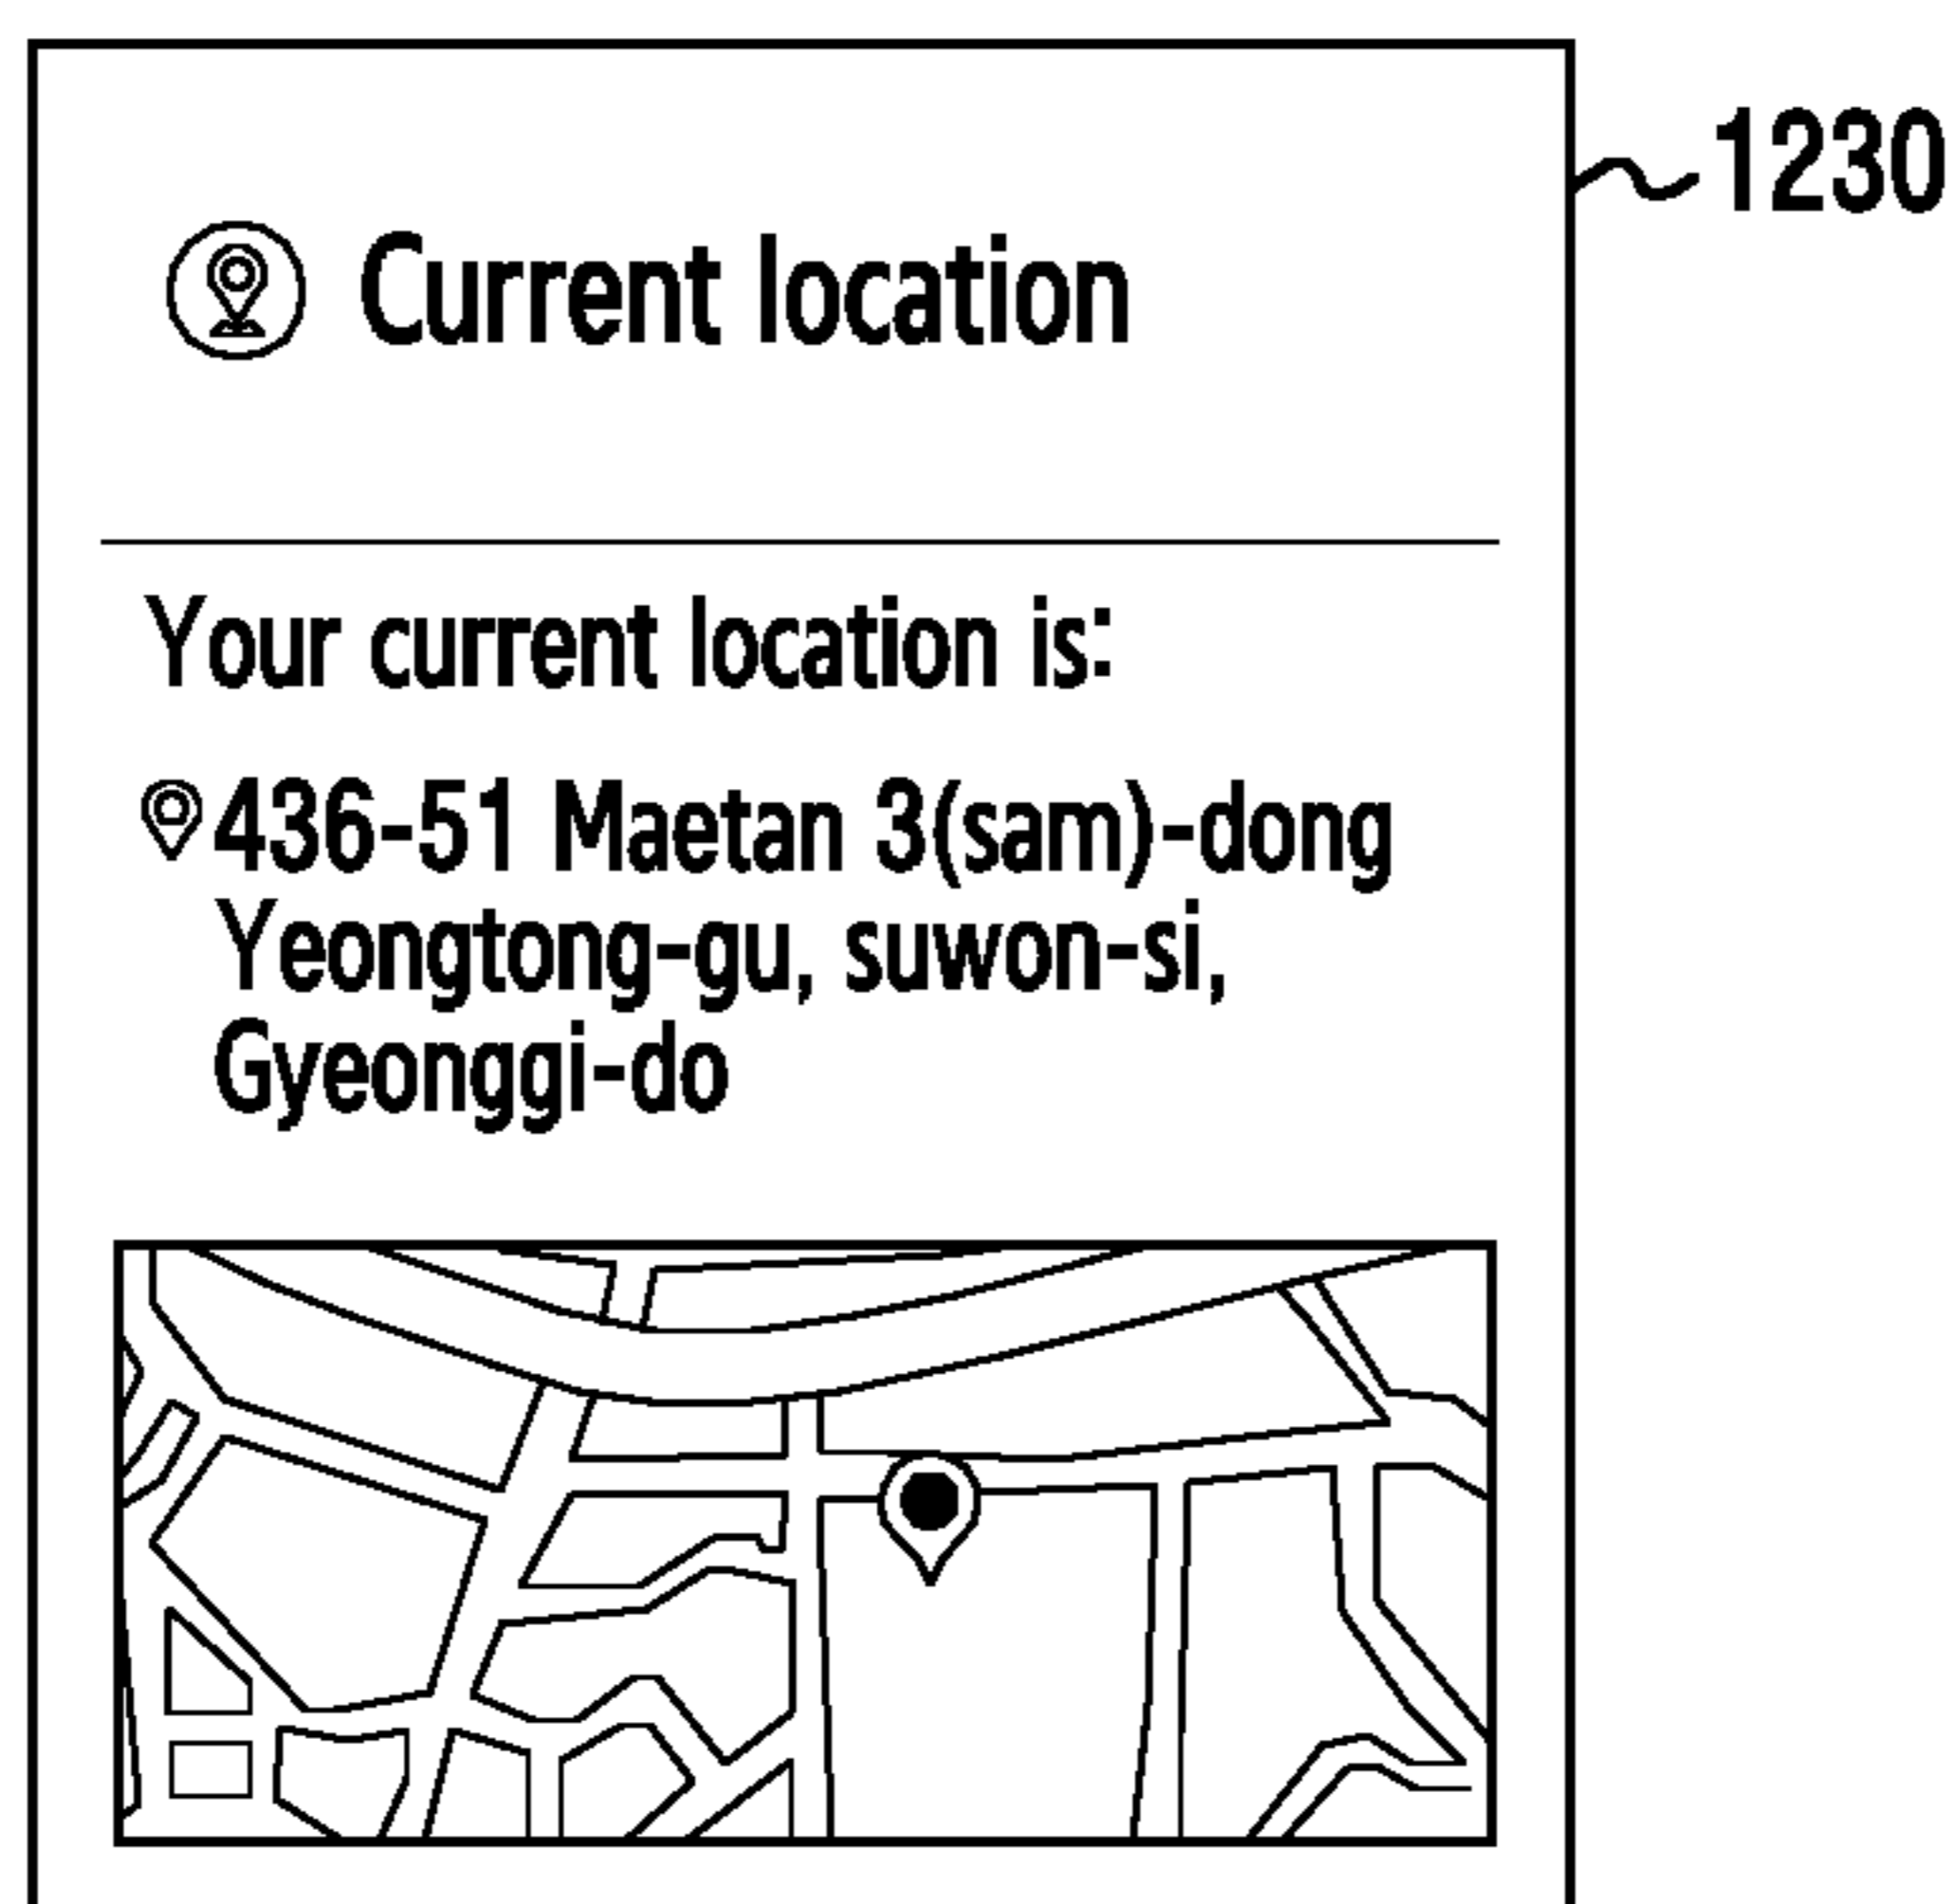 1230
Current location
Your current location is:
436-51 Maetan 3(sam)-dong
Yeongtong-gu, suwon-si,
Gyeonggi-do